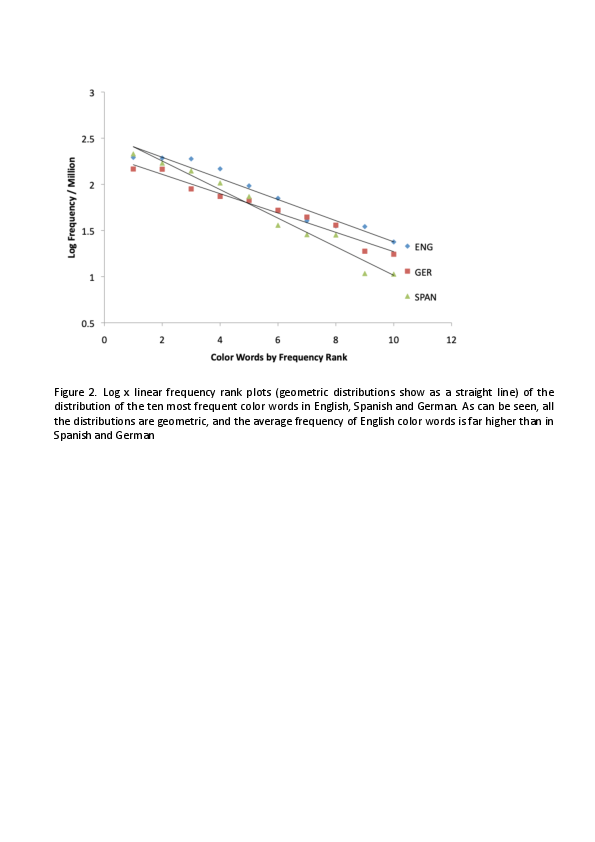 3
2.5
2
1.5
1
0.5
Log Frequency / Million
0 2 4 6 8 10 12
Color Words by Frequency Rank
ENG
GER
SPAN
Figure 2. Log x linear frequency rank plots (geometric distributions show as a straight line) of the
distribution of the ten most frequent color words in English, Spanish and German. As can be seen, all
the distributions are geometric, and the average frequency of English color words is far higher than in
Spanish and German